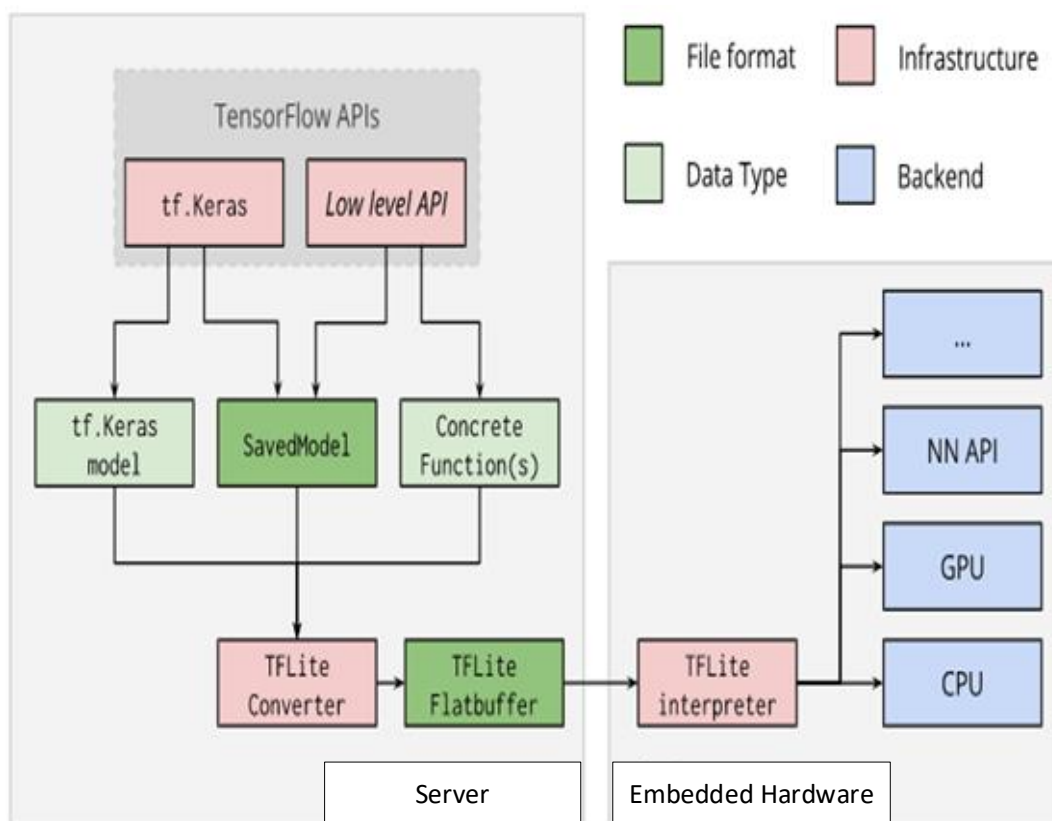 File format
Infrastructure
TensorFlow APIs
Data Type
Backend
tf.Keras
Low level API
...
tf.Keras
model
SavedModel
Concrete
Function(s)
NN API
GPU
TFLite
Converter
TFLite
Flatbuffer
TFLite
interpreter
CPU
Server
Embedded Hardware